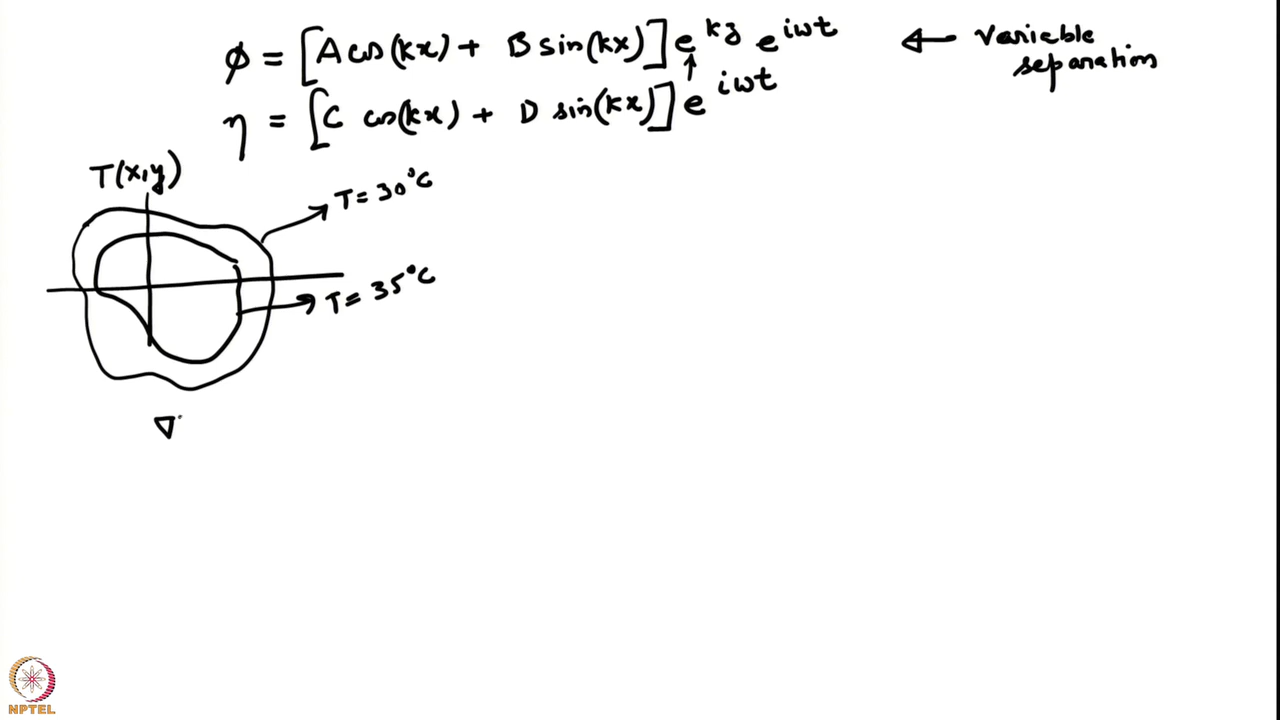 ϕ = [A cos(kx) + B sin(kx)] e^{kz} e^{iωt} ← variable
separation
η = [C cos(kx) + D sin(kx)] e^{iωt}
T(x,y)
T = 30°C
T = 35°C
∇
NPTEL